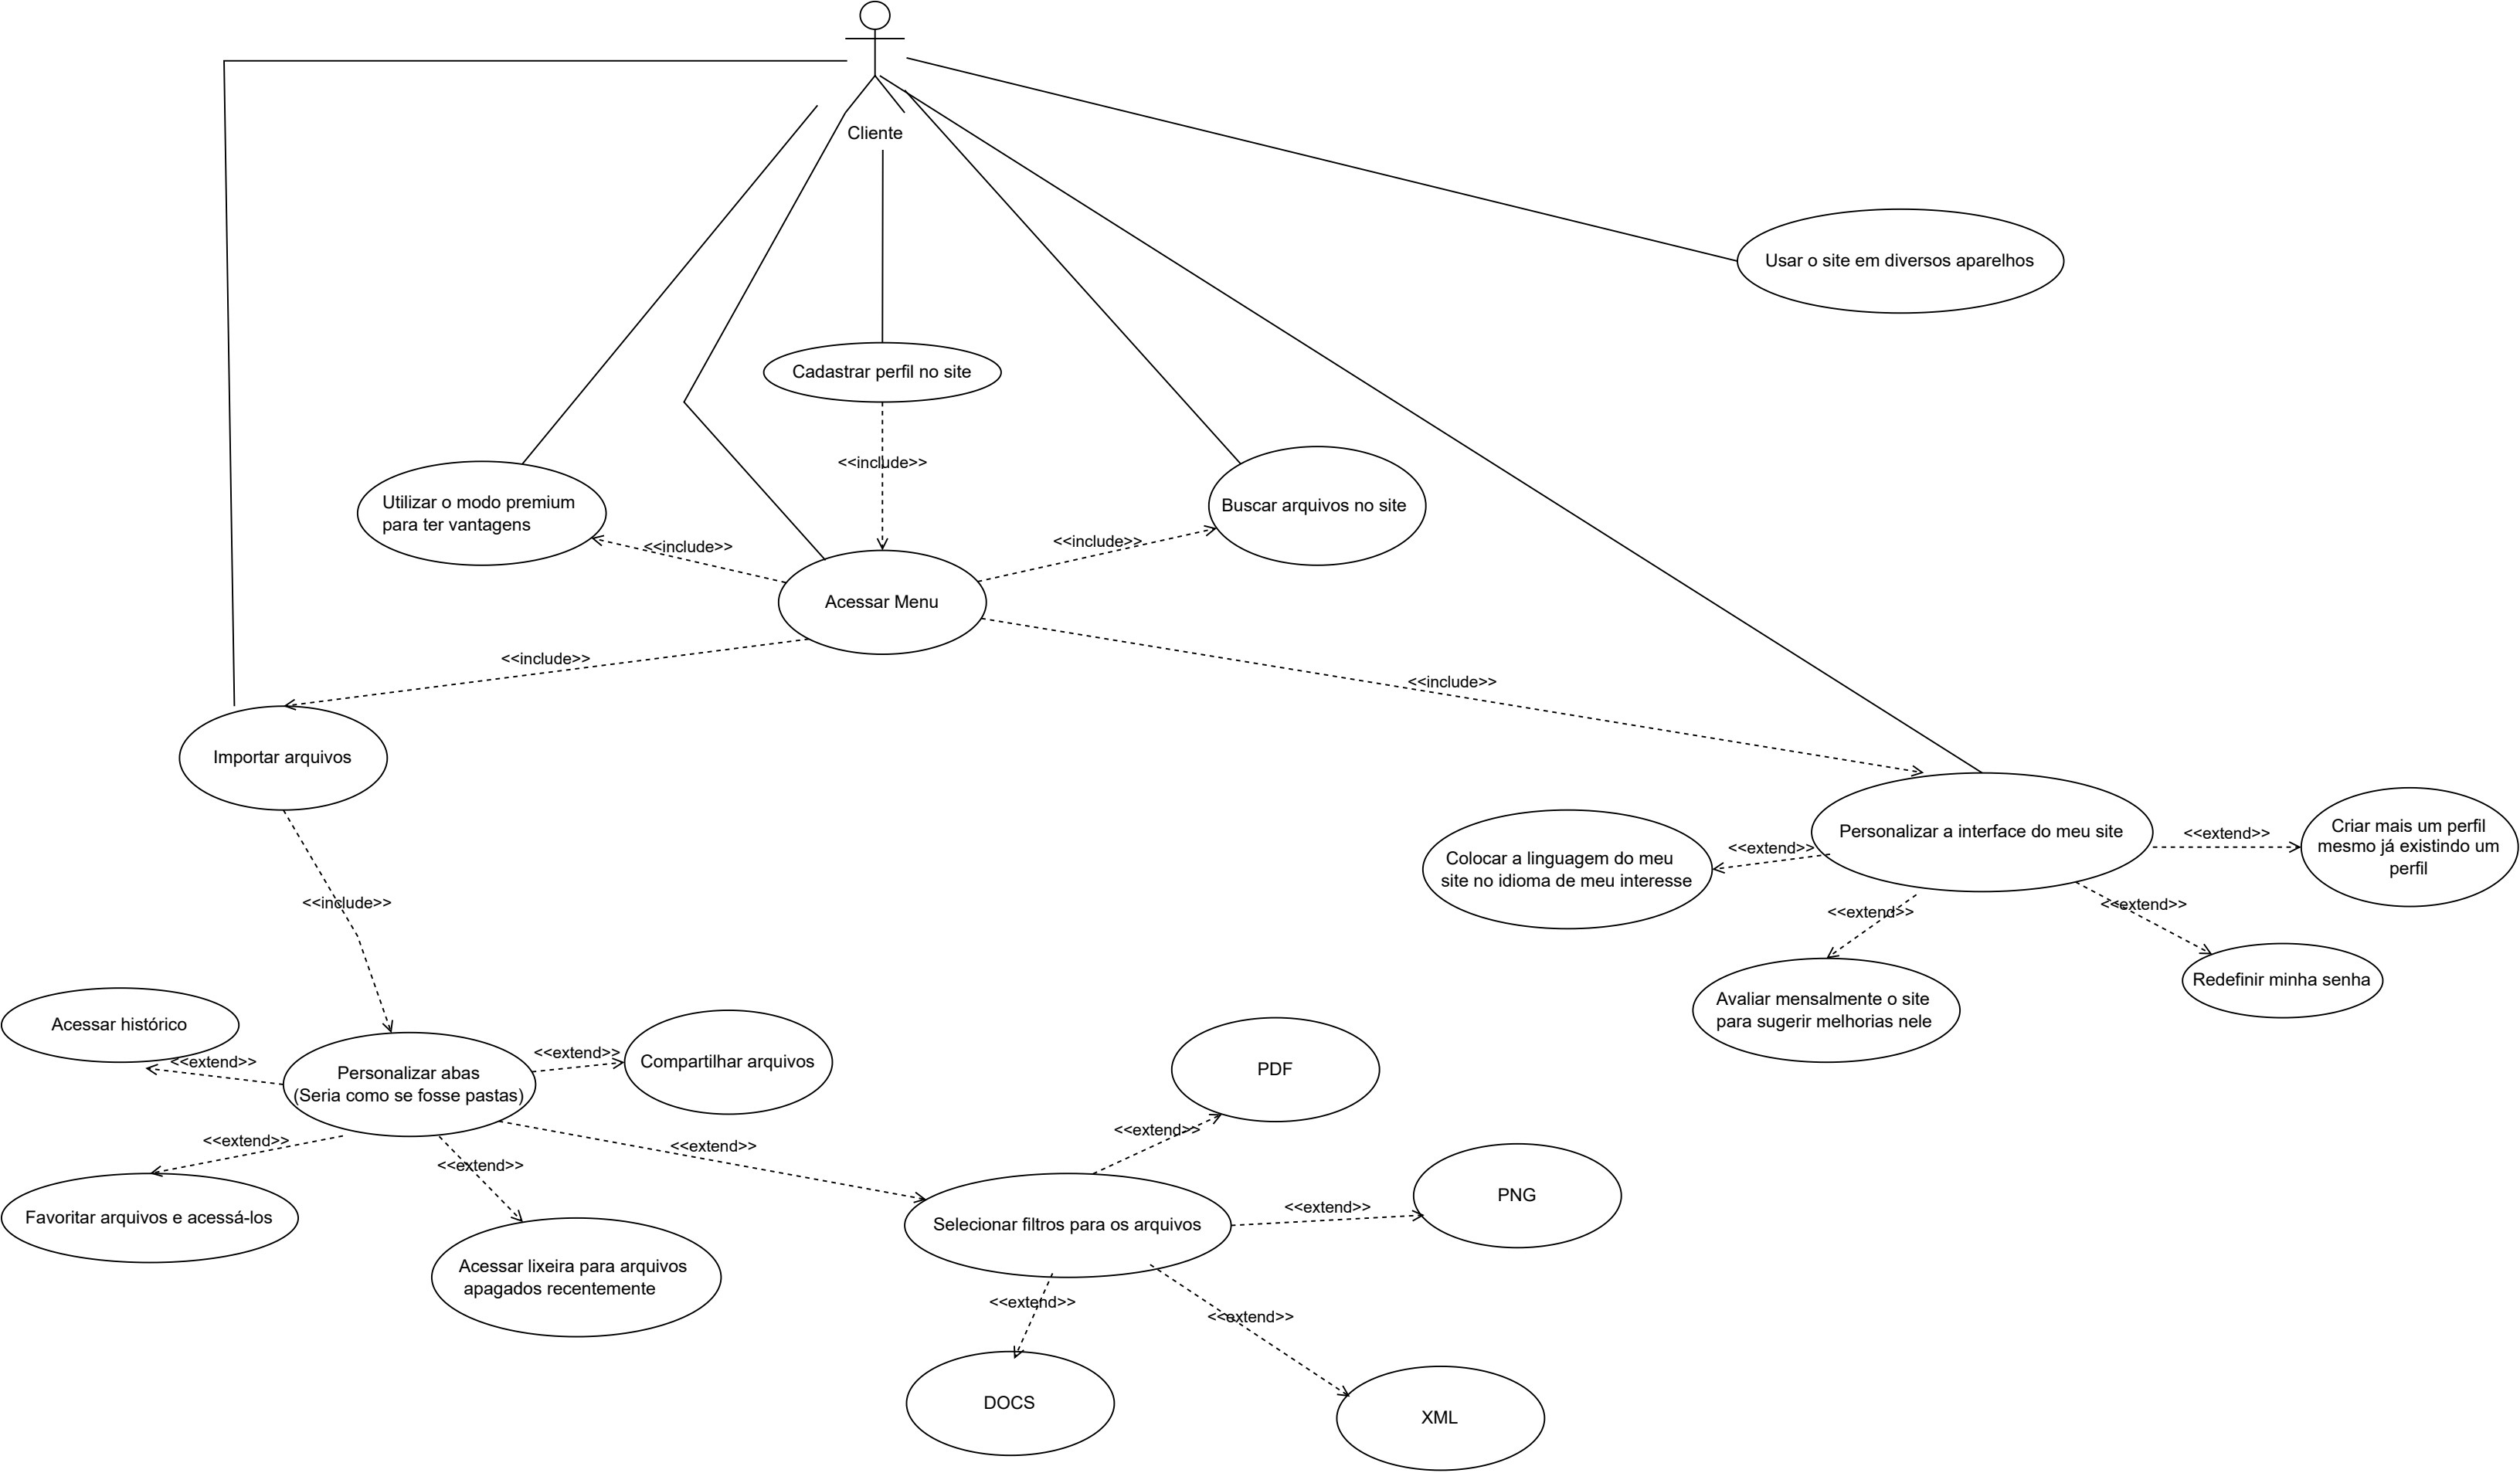 Cliente
Usar o site em diversos aparelhos
Cadastrar perfil no site
<<include>>
Utilizar o modo premium
para ter vantagens
Buscar arquivos no site
<<include>>
<<include>>
Acessar Menu
<<include>>
<<include>>
Importar arquivos
Personalizar a interface do meu site
<<extend>>
Criar mais um perfil
mesmo já existindo um
perfil
<<extend>>
Colocar a linguagem do meu
site no idioma de meu interesse
<<include>>
<<extend>>
<<extend>>
Redefinir minha senha
Avaliar mensalmente o site
para sugerir melhorias nele
Acessar histórico
<<extend>>
Personalizar abas
(Seria como se fosse pastas)
<<extend>>
Compartilhar arquivos
PDF
<<extend>>
<<extend>>
<<extend>>
<<extend>>
Favoritar arquivos e acessá-los
Selecionar filtros para os arquivos
<<extend>>
PNG
Acessar lixeira para arquivos
apagados recentemente
<<extend>>
<<extend>>
DOCS
XML